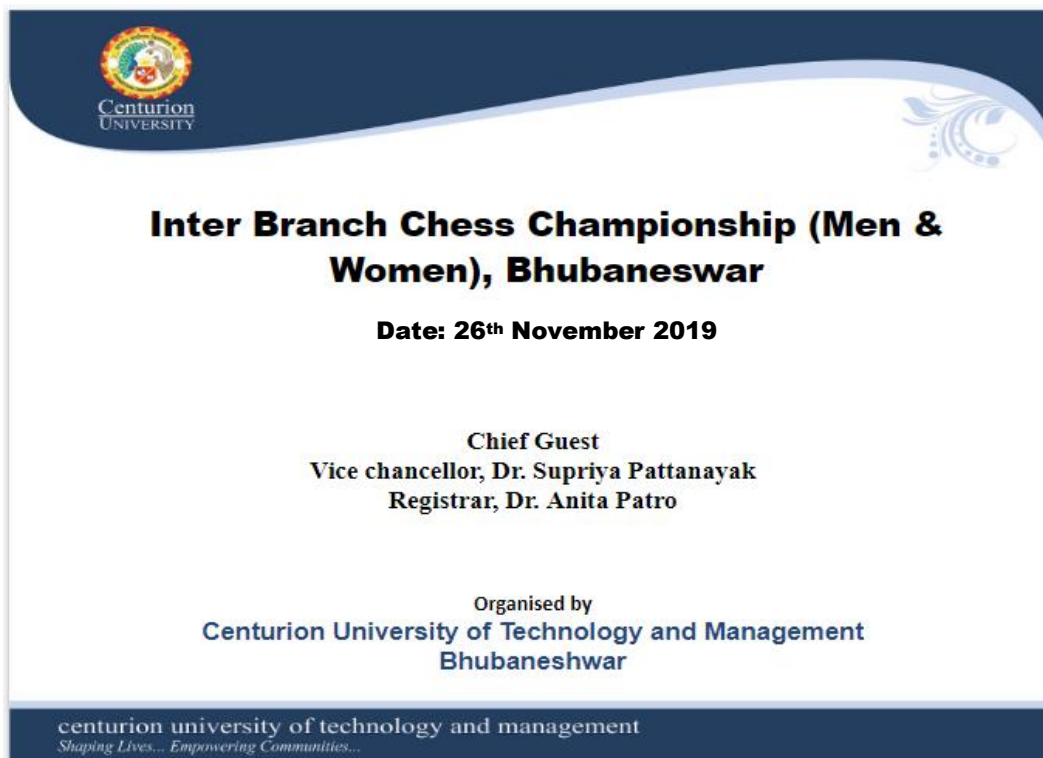 Centurion
UNIVERSITY
Inter Branch Chess Championship (Men &
Women), Bhubaneswar
Date: 26th November 2019
Chief Guest
Vice chancellor, Dr. Supriya Pattanayak
Registrar, Dr. Anita Patro
Organised by
Centurion University of Technology and Management
Bhubaneshwar
centurion university of technology and management
Shaping Lives... Empowering Communities...